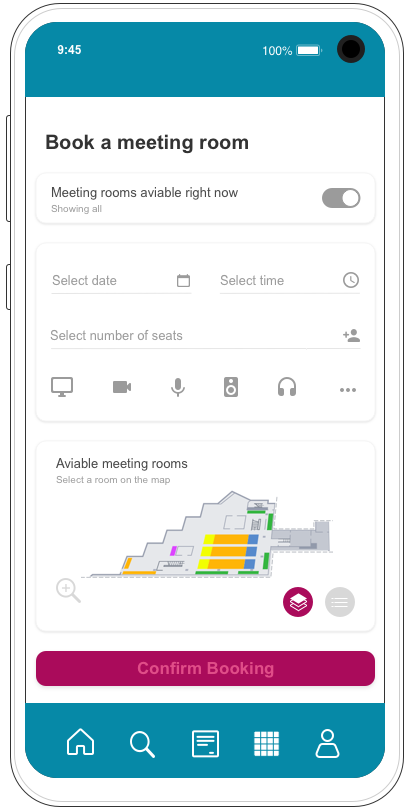 9:45
100%
Book a meeting room
Meeting rooms aviable right now
Showing all
Select date
Select time
Select number of seats
Aviable meeting rooms
Select a room on the map
Confirm Booking